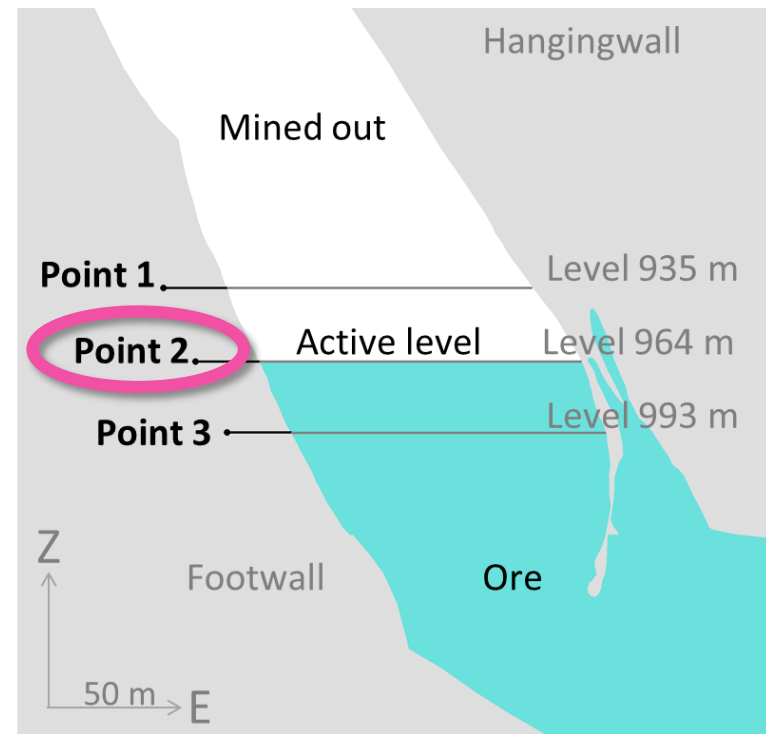 Hangingwall
Mined out
Point 1
Level 935 m
Point 2
Active level
Level 964 m
Point 3
Level 993 m
Z
Footwall
Ore
50 m
E